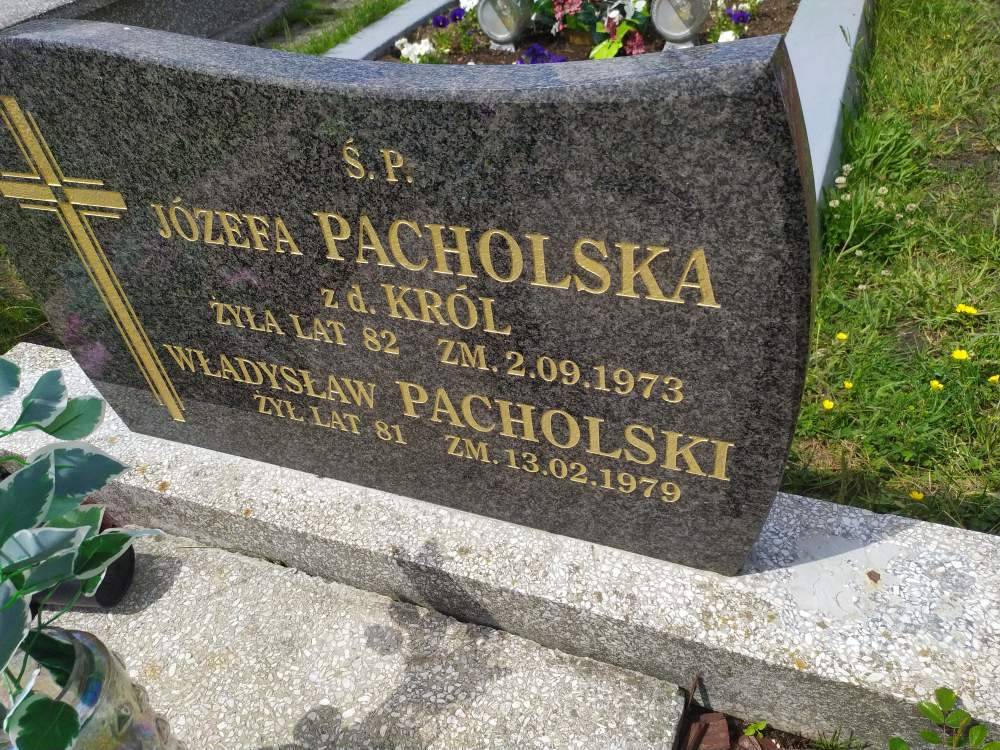 Ś. P.
JÓZEFA PACHOLSKA
z d. KRÓL
ŻYŁA LAT 82 ZM. 2.09.1973
WŁADYSŁAW PACHOLSKI
ŻYŁ LAT 81 ZM. 13.02.1979